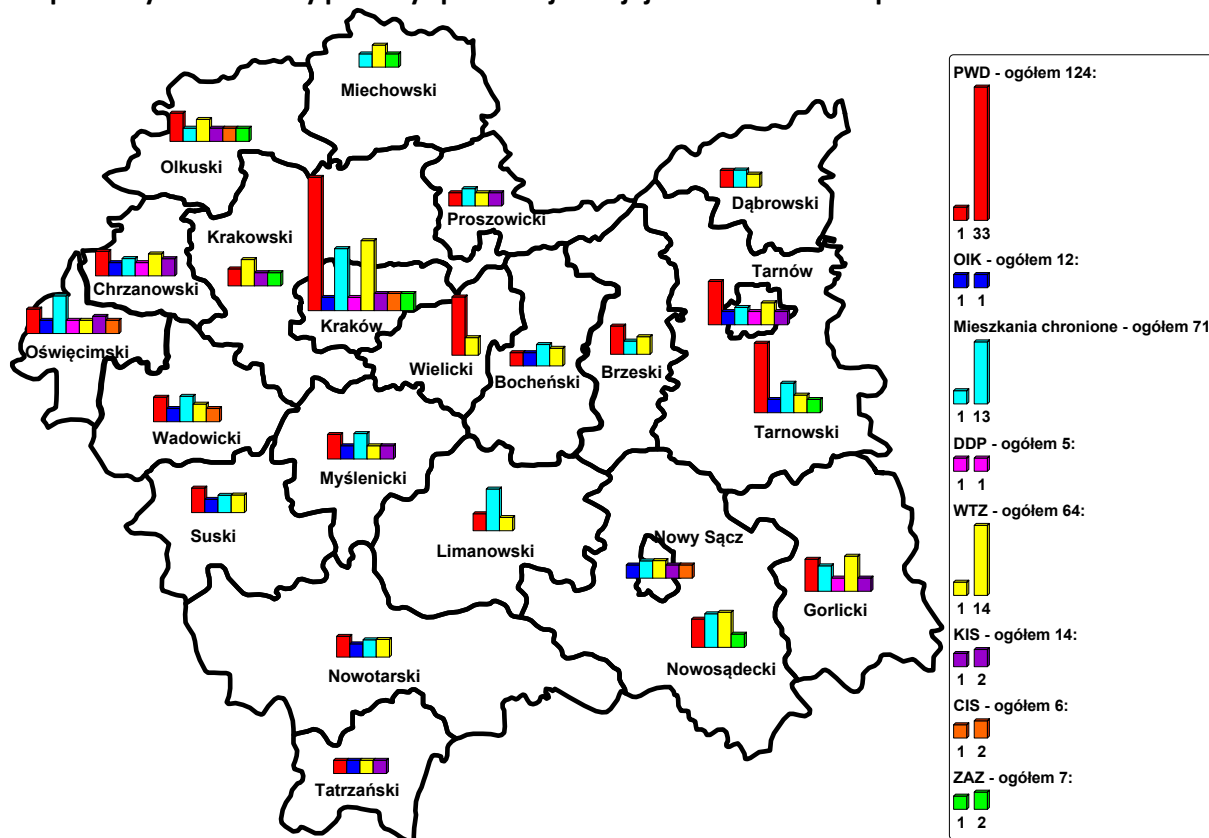 Miechowski
Olkuski
Proszowicki
Dąbrowski
Krakowski
Chrzanowski
Tarnów
Kraków
Oświęcimski
Wielicki
Bocheński
Brzeski
Tarnowski
Wadowicki
Myślenicki
Suski
Limanowski
Nowy Sącz
Gorlicki
Nowotarski
Nowosądecki
Tatrzański
PWD - ogółem 124:
1 33
OIK - ogółem 12:
1 1
Mieszkania chronione - ogółem 71
1 13
DDP - ogółem 5:
1 1
WTZ - ogółem 64:
1 14
KIS - ogółem 14:
1 2
CIS - ogółem 6:
1 2
ZAZ - ogółem 7:
1 2